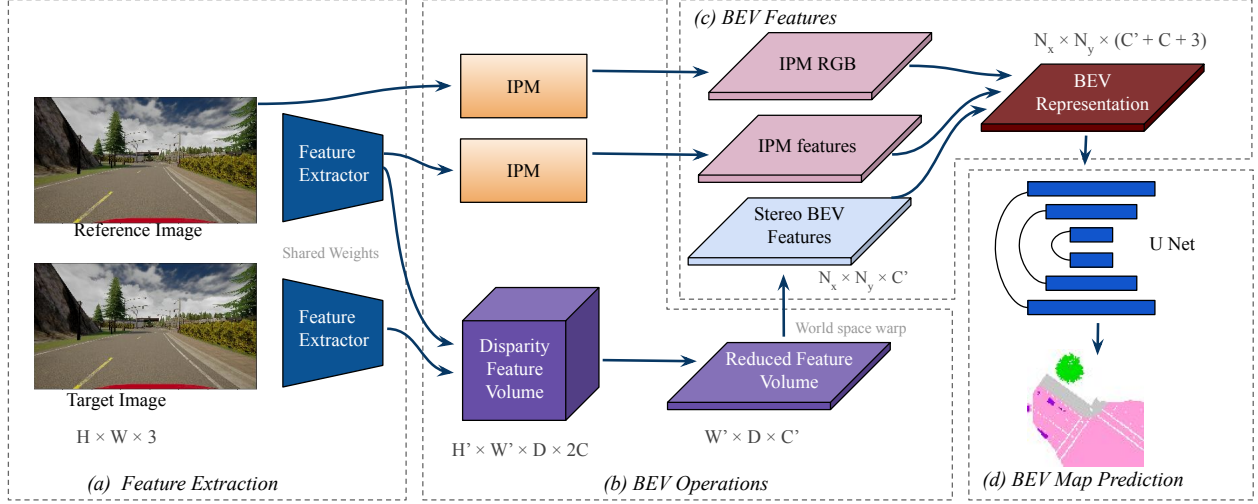 Reference Image
Target Image
H × W × 3
Feature
Extractor
Shared Weights
Feature
Extractor
(a) Feature Extraction
IPM
IPM
Disparity
Feature
Volume
H' × W' × D × 2C
Reduced Feature
Volume
W' × D × C'
World space warp
(b) BEV Operations
(c) BEV Features
IPM RGB
IPM features
Stereo BEV
Features
Nx × Ny × C'
Nx × Ny × (C' + C + 3)
BEV
Representation
U Net
(d) BEV Map Prediction